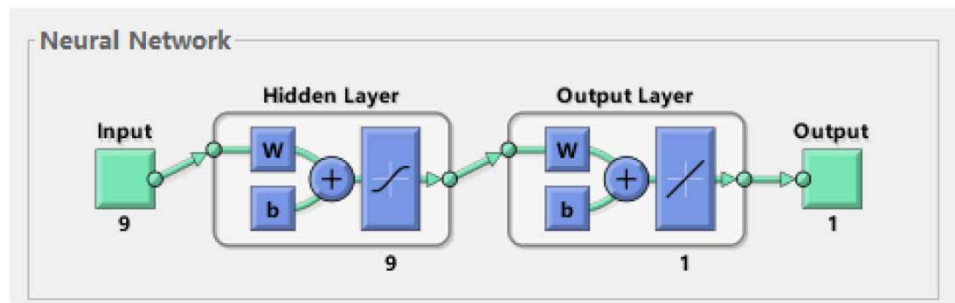 Neural Network
Hidden Layer
Output Layer
Input
Output
W
W
+
+
b
b
9
1
9
1